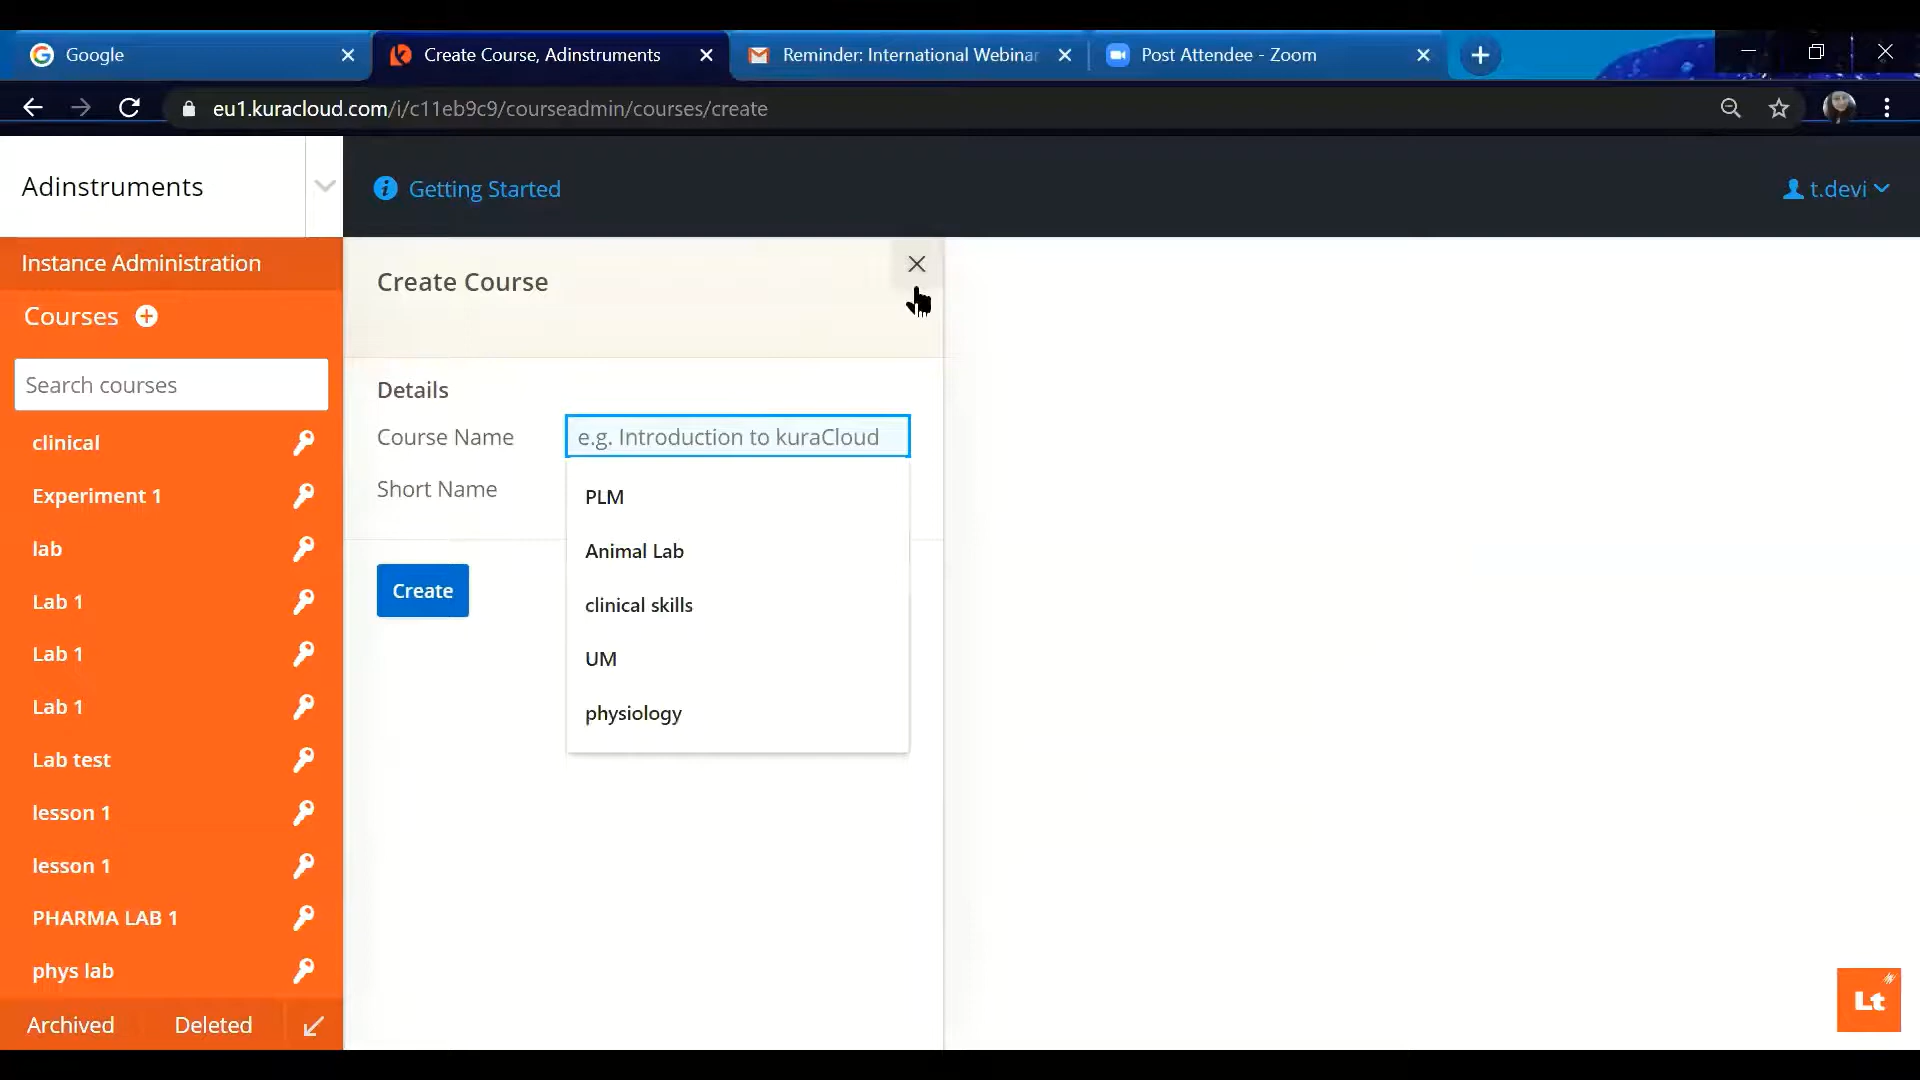 Google
Create Course, Adinstruments
Reminder: International Webinar
Post Attendee - Zoom
eu1.kuracloud.com/i/c11eb9c9/courseadmin/courses/create
Adinstruments
Getting Started
t.devi
Instance Administration
Courses
Search courses
clinical
Experiment 1
lab
Lab 1
Lab 1
Lab 1
Lab test
lesson 1
lesson 1
PHARMA LAB 1
phys lab
Archived
Deleted
Create Course
Details
Course Name
e.g. Introduction to kuraCloud
Short Name
PLM
Animal Lab
clinical skills
UM
physiology
Create
Lt